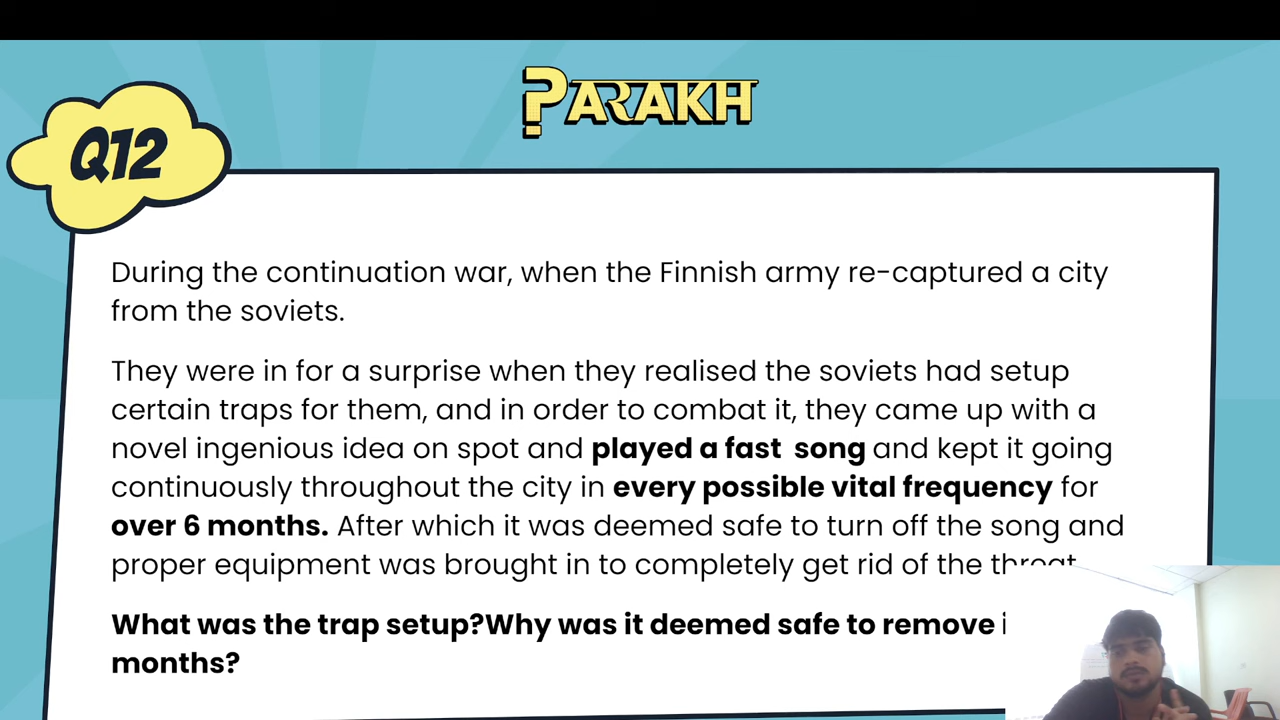 ?PARAKH
Q12
During the continuation war, when the Finnish army re-captured a city
from the soviets.
They were in for a surprise when they realised the soviets had setup
certain traps for them, and in order to combat it, they came up with a
novel ingenious idea on spot and played a fast song and kept it going
continuously throughout the city in every possible vital frequency for
over 6 months. After which it was deemed safe to turn off the song and
proper equipment was brought in to completely get rid of the threat
What was the trap setup?Why was it deemed safe to remove
months?